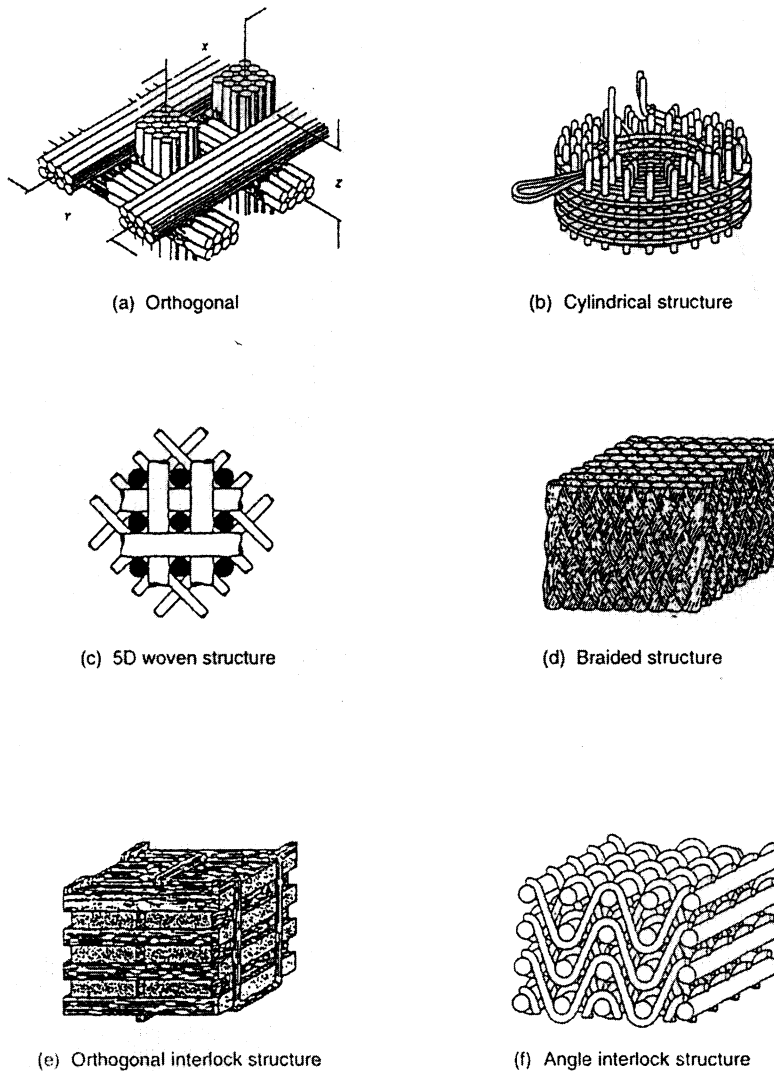 x
Y
z
(a) Orthogonal
(b) Cylindrical structure
(c) 5D woven structure
(d) Braided structure
(e) Orthogonal interlock structure
(f) Angle interlock structure